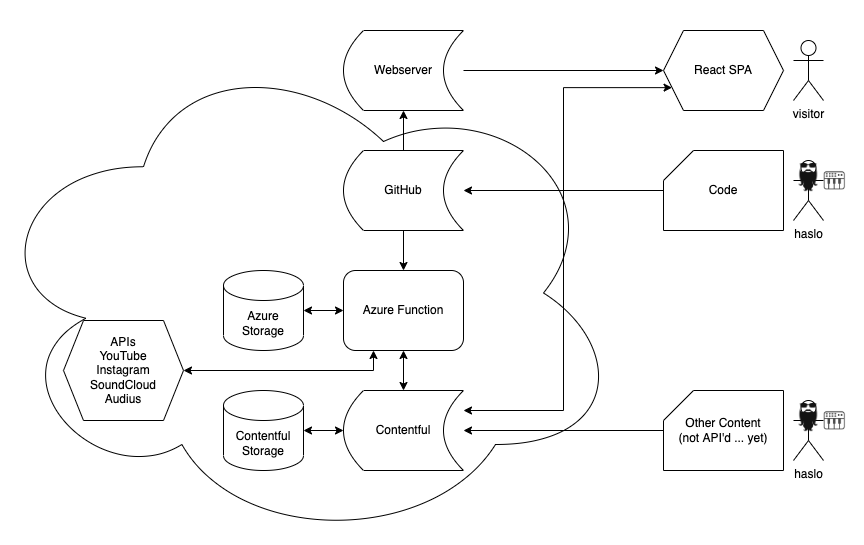 Webserver
React SPA
visitor
GitHub
Code
haslo
Azure
Storage
Azure Function
APIs
YouTube
Instagram
SoundCloud
Audius
Contentful
Storage
Contentful
Other Content
(not API'd ... yet)
haslo